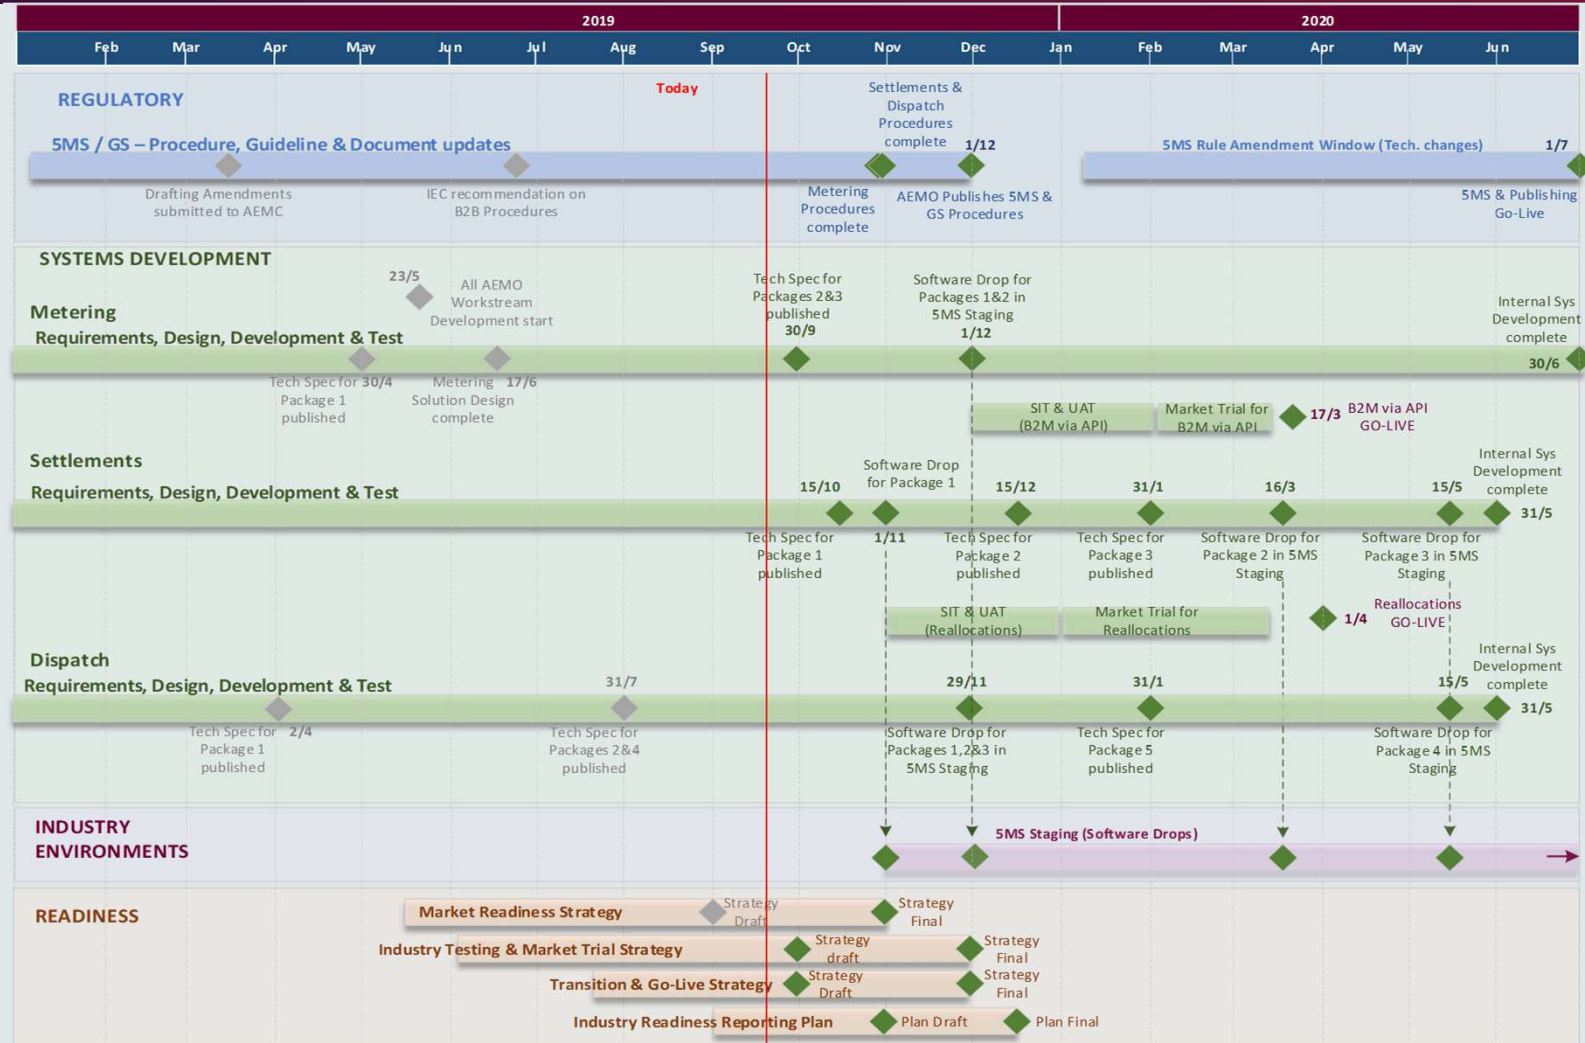 2019
2020
Feb
Mar
Apr
May
Jun
Jul
Aug
Sep
Oct
Nov
Dec
Jan
Feb
Mar
Apr
May
Jun
Today
REGULATORY
5MS / GS – Procedure, Guideline & Document updates
Drafting Amendments
submitted to AEMC
IEC recommendation on
B2B Procedures
Settlements &
Dispatch
Procedures
complete
Metering
Procedures
complete
1/12
AEMO Publishes 5MS &
GS Procedures
5MS Rule Amendment Window (Tech. changes)
1/7
5MS & Publishing
Go-Live
SYSTEMS DEVELOPMENT
23/5
All AEMO
Workstream
Development start
Metering
Requirements, Design, Development & Test
Tech Spec for 30/4
Package 1
published
Metering 17/6
Solution Design
complete
Tech Spec for
Packages 2&3
published
30/9
Software Drop for
Packages 1&2 in
5MS Staging
1/12
Internal Sys
Development
complete
30/6
SIT & UAT
(B2M via API)
Market Trial for
B2M via API
17/3
B2M via API
GO-LIVE
Settlements
Requirements, Design, Development & Test
15/10
Tech Spec for
Package 1
published
Software Drop
for Package 1
1/11
15/12
Tech Spec for
Package 2
published
31/1
Tech Spec for
Package 3
published
16/3
Software Drop for
Package 2 in 5MS
Staging
15/5
Software Drop for
Package 3 in 5MS
Staging
Internal Sys
Development
complete
31/5
SIT & UAT
(Reallocations)
Market Trial for
Reallocations
1/4
Reallocations
GO-LIVE
Dispatch
Requirements, Design, Development & Test
Tech Spec for 2/4
Package 1
published
31/7
Tech Spec for
Packages 2&4
published
29/11
Software Drop for
Packages 1,2&3 in
5MS Staging
31/1
Tech Spec for
Package 5
published
15/5
Software Drop for
Package 4 in 5MS
Staging
Internal Sys
Development
complete
31/5
INDUSTRY
ENVIRONMENTS
5MS Staging (Software Drops)
READINESS
Market Readiness Strategy
Strategy
Draft
Strategy
Final
Industry Testing & Market Trial Strategy
Strategy
draft
Strategy
Final
Transition & Go-Live Strategy
Strategy
Draft
Strategy
Final
Industry Readiness Reporting Plan
Plan Draft
Plan Final